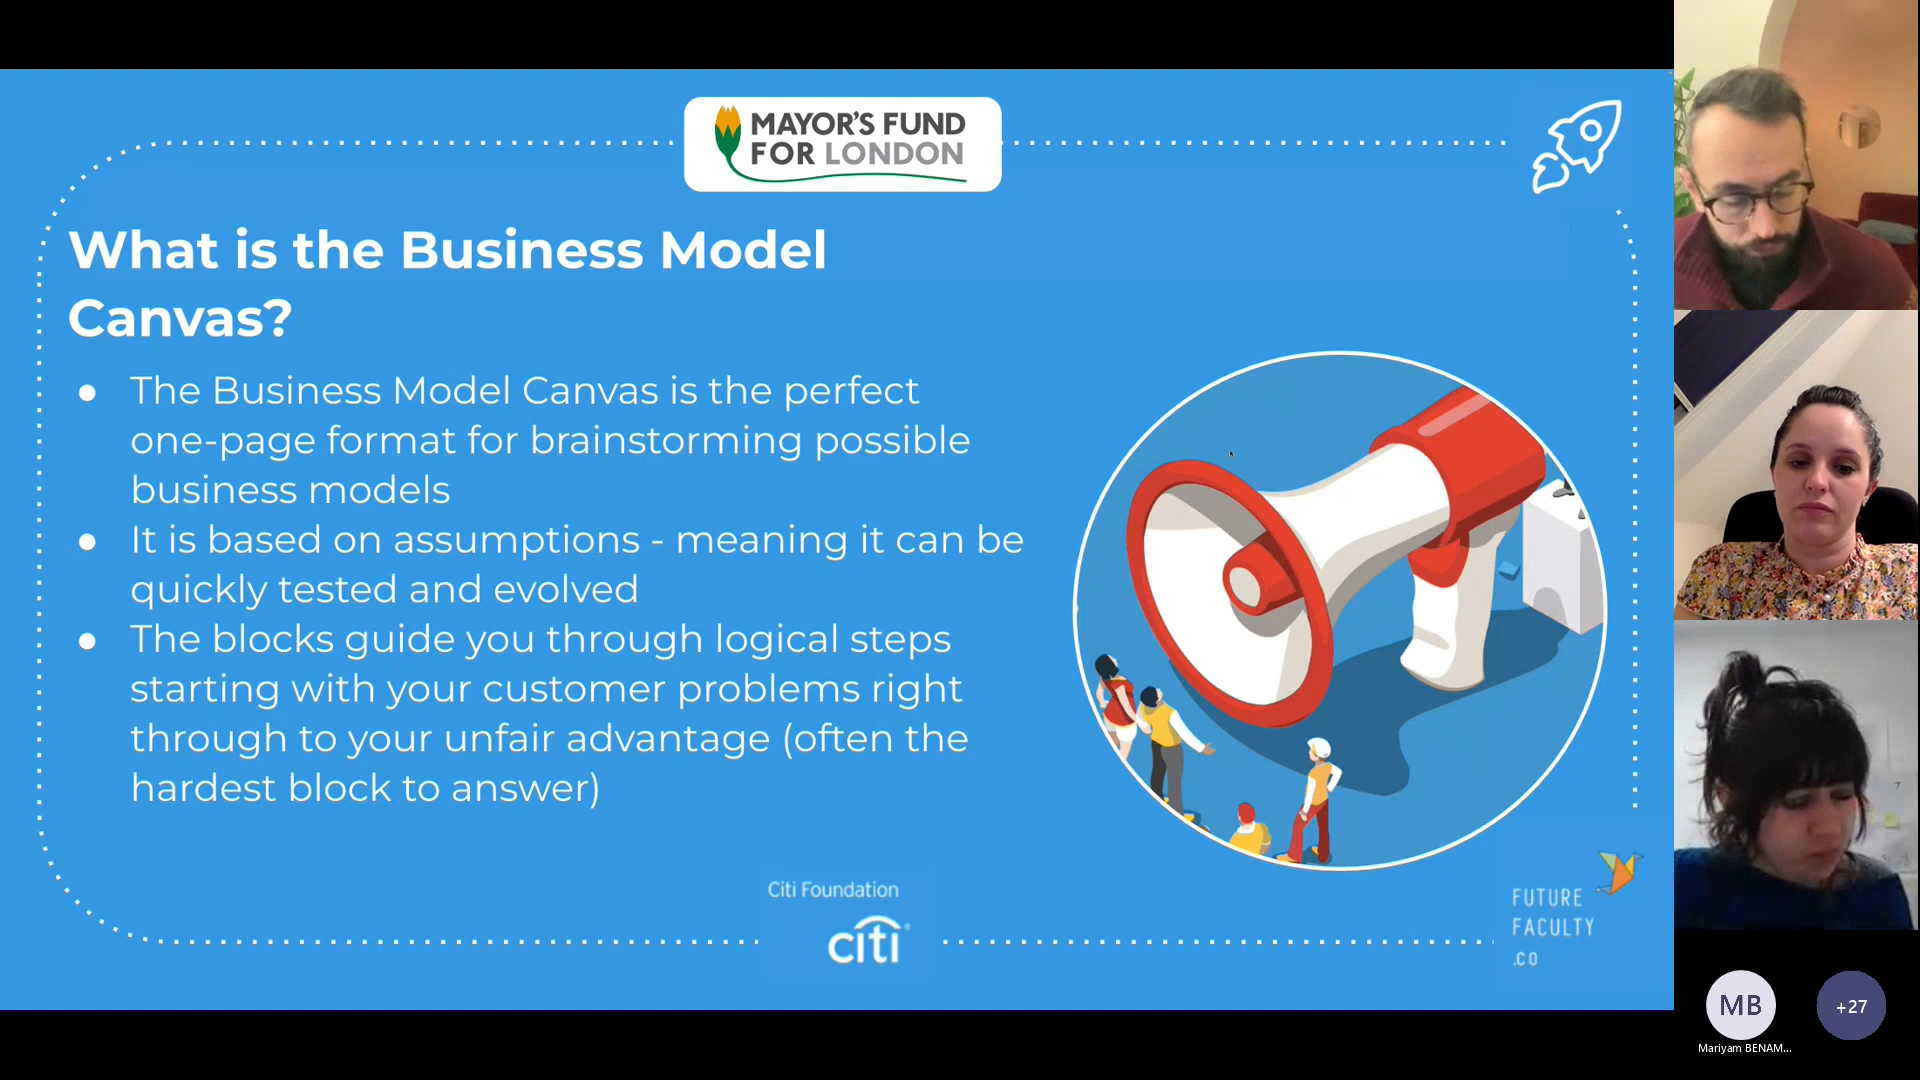 MAYOR'S FUND
FOR LONDON
What is the Business Model
Canvas?
● The Business Model Canvas is the perfect
one-page format for brainstorming possible
business models
● It is based on assumptions - meaning it can be
quickly tested and evolved
● The blocks guide you through logical steps
starting with your customer problems right
through to your unfair advantage (often the
hardest block to answer)
Citi Foundation
citi®
FUTURE
FACULTY
.CO
MB
+27
Mariyam BENAM...